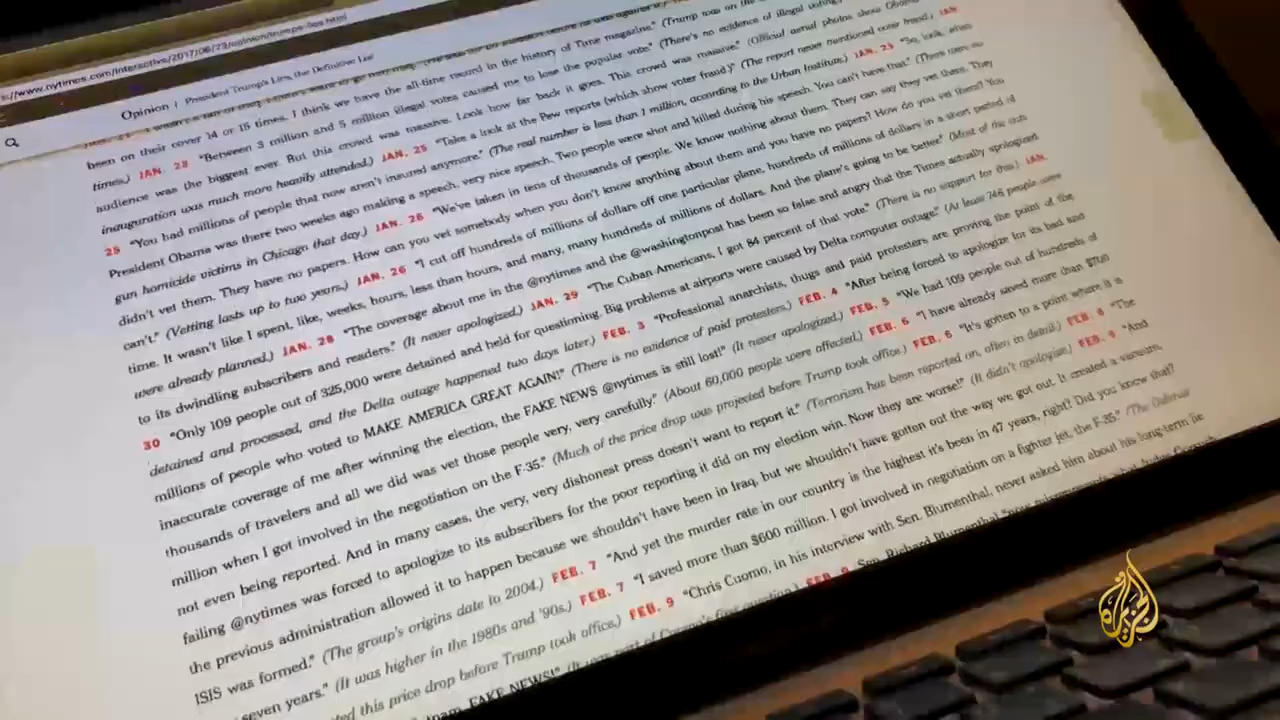 s://www.nytimes.com/interactive/2017/06/23/opinion/trumps-lies.html
Opinion | President Trump's Lies, the Definitive List
been on their cover 14 or 15 times. I think we have the all-time record in the history of Time magazine." (Trump was on the
times.) JAN. 23 "Between 3 million and 5 million illegal votes caused me to lose the popular vote." (There's no evidence of illegal voting.)
audience was the biggest ever. But this crowd was massive. Look how far back it goes. This crowd was massive." (Official aerial photos show Obama's
inauguration was much more heavily attended.) JAN. 25 "Take a look at the Pew reports (which show voter fraud.)" (The report never mentioned voter fraud.) JAN.
25 "You had millions of people that now aren't insured anymore." (The real number is less than 1 million, according to the Urban Institute.) JAN. 25 "So, look, when
President Obama was there two weeks ago making a speech, very nice speech. Two people were shot and killed during his speech. You can't have that." (There were no
gun homicide victims in Chicago that day.) JAN. 26 "We've taken in tens of thousands of people. We know nothing about them. They can say they vet them. They
didn't vet them. They have no papers. How can you vet somebody when you don't know anything about them and you have no papers? How do you vet them? You
can't." (Vetting lasts up to two years.) JAN. 26 "I cut off hundreds of millions of dollars off one particular plane, hundreds of millions of dollars in a short period of
time. It wasn't like I spent, like, weeks, hours, less than hours, and many, many hundreds of millions of dollars. And the plane's going to be better." (Most of the cuts
were already planned.) JAN. 28 "The coverage about me in the @nytimes and the @washingtonpost has been so false and angry that the Times actually apologized
to its dwindling subscribers and readers." (It never apologized.) JAN. 29 "The Cuban-Americans, I got 84 percent of that vote." (There is no support for this.) JAN.
30 "Only 109 people out of 325,000 were detained and held for questioning. Big problems at airports were caused by Delta computer outage." (At least 746 people were
detained and processed, and the Delta outage happened two days later.) FEB. 3 "Professional anarchists, thugs and paid protesters are proving the point of the
millions of people who voted to MAKE AMERICA GREAT AGAIN!" (There is no evidence of paid protesters.) FEB. 4 "After being forced to apologize for its bad and
inaccurate coverage of me after winning the election, the FAKE NEWS @nytimes is still lost!" (It never apologized.) FEB. 5 "We had 109 people out of hundreds of
thousands of travelers and all we did was vet those people very, very carefully." (About 60,000 people were affected.) FEB. 6 "I have already saved more than $700
million when I got involved in the negotiation on the F-35." (Much of the price drop was projected before Trump took office.) FEB. 6 "It's gotten to a point where it is
not even being reported. And in many cases, the very, very dishonest press doesn't want to report it." (Terrorism has been reported on, often in detail.) FEB. 6 "The
failing @nytimes was forced to apologize to its subscribers for the poor reporting it did on my election win. Now they are worse!" (It didn't apologize.) FEB. 6 "And
the previous administration allowed it to happen because we shouldn't have been in Iraq, but we shouldn't have gotten out the way we got out. It created a vacuum,
ISIS was formed." (The group's origins date to 2004.) FEB. 7 "And yet the murder rate in our country is the highest it's been in 47 years, right? Did you know that?
seven years." (It was higher in the 1980s and '90s.) FEB. 7 "I saved more than $600 million. I got involved in negotiation on a fighter jet, the F-35." (The Defense
ted this price drop before Trump took office.) FEB. 9 "Chris Cuomo, in his interview with Sen. Blumenthal, never asked him about his long-term lie
FAKE NEWS!" FEB. 9 Sen. Richard Blumenthal
الجزيرة